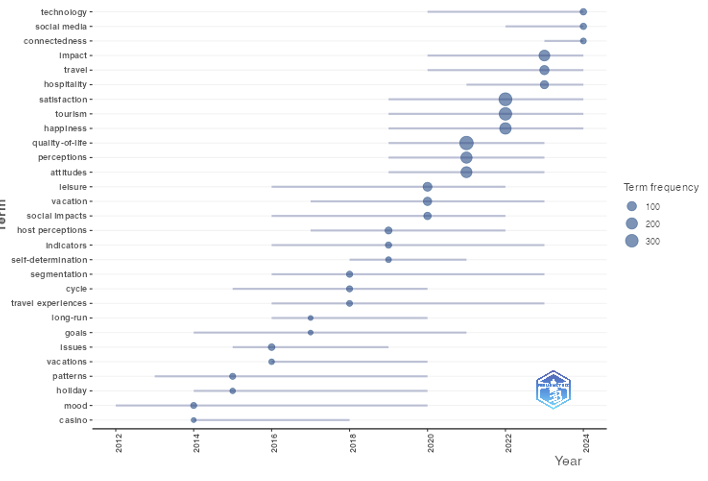 technology
social media
connectedness
impact
travel
hospitality
satisfaction
tourism
happiness
quality-of-life
perceptions
attitudes
leisure
vacation
social impacts
host perceptions
indicators
self-determination
segmentation
cycle
travel experiences
long-run
goals
issues
vacations
patterns
holiday
mood
casino
Term
2012 2014 2016 2018 2020 2022 2024
Year
Term frequency
100
200
300